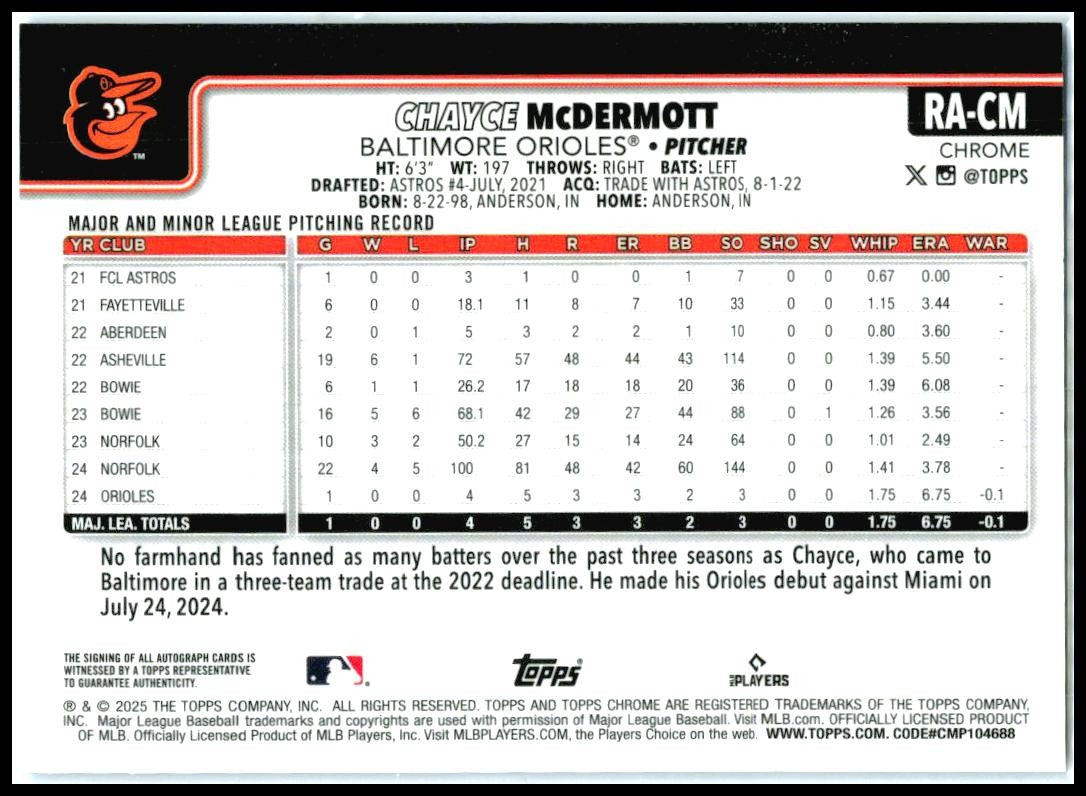 RA-CM
CHAYCE McDERMOTT
BALTIMORE ORIOLES® • PITCHER
CHROME
HT: 6'3" WT: 197 THROWS: RIGHT BATS: LEFT
@TOPPS
DRAFTED: ASTROS #4-JULY, 2021 ACQ: TRADE WITH ASTROS, 8-1-22
BORN: 8-22-98, ANDERSON, IN HOME: ANDERSON, IN
TM
MAJOR AND MINOR LEAGUE PITCHING RECORD
YR CLUB G W L IP H R ER BB SO SHO SV WHIP ERA WAR
21 FCL ASTROS 1 0 0 3 1 0 0 1 7 0 0 0.67 0.00 -
21 FAYETTEVILLE 6 0 0 18.1 11 8 7 10 33 0 0 1.15 3.44 -
22 ABERDEEN 2 0 1 5 3 2 2 1 10 0 0 0.80 3.60 -
22 ASHEVILLE 19 6 1 72 57 48 44 43 114 0 0 1.39 5.50 -
22 BOWIE 6 1 1 26.2 17 18 18 20 36 0 0 1.39 6.08 -
23 BOWIE 16 5 6 68.1 42 29 27 44 88 0 1 1.26 3.56 -
23 NORFOLK 10 3 2 50.2 27 15 14 24 64 0 0 1.01 2.49 -
24 NORFOLK 22 4 5 100 81 48 42 60 144 0 0 1.41 3.78 -
24 ORIOLES 1 0 0 4 5 3 3 2 3 0 0 1.75 6.75 -0.1
MAJ. LEA. TOTALS 1 0 0 4 5 3 3 2 3 0 0 1.75 6.75 -0.1
No farmhand has fanned as many batters over the past three seasons as Chayce, who came to
Baltimore in a three-team trade at the 2022 deadline. He made his Orioles debut against Miami on
July 24, 2024.
THE SIGNING OF ALL AUTOGRAPH CARDS IS
WITNESSED BY A TOPPS REPRESENTATIVE
TO GUARANTEE AUTHENTICITY.
Topps®
MLB PLAYERS
® & © 2025 THE TOPPS COMPANY, INC. ALL RIGHTS RESERVED. TOPPS AND TOPPS CHROME ARE REGISTERED TRADEMARKS OF THE TOPPS COMPANY,
INC. Major League Baseball trademarks and copyrights are used with permission of Major League Baseball. Visit MLB.com. OFFICIALLY LICENSED PRODUCT
OF MLB. Officially Licensed Product of MLB Players, Inc. Visit MLBPLAYERS.COM, the Players Choice on the web. WWW.TOPPS.COM. CODE#CMP104688